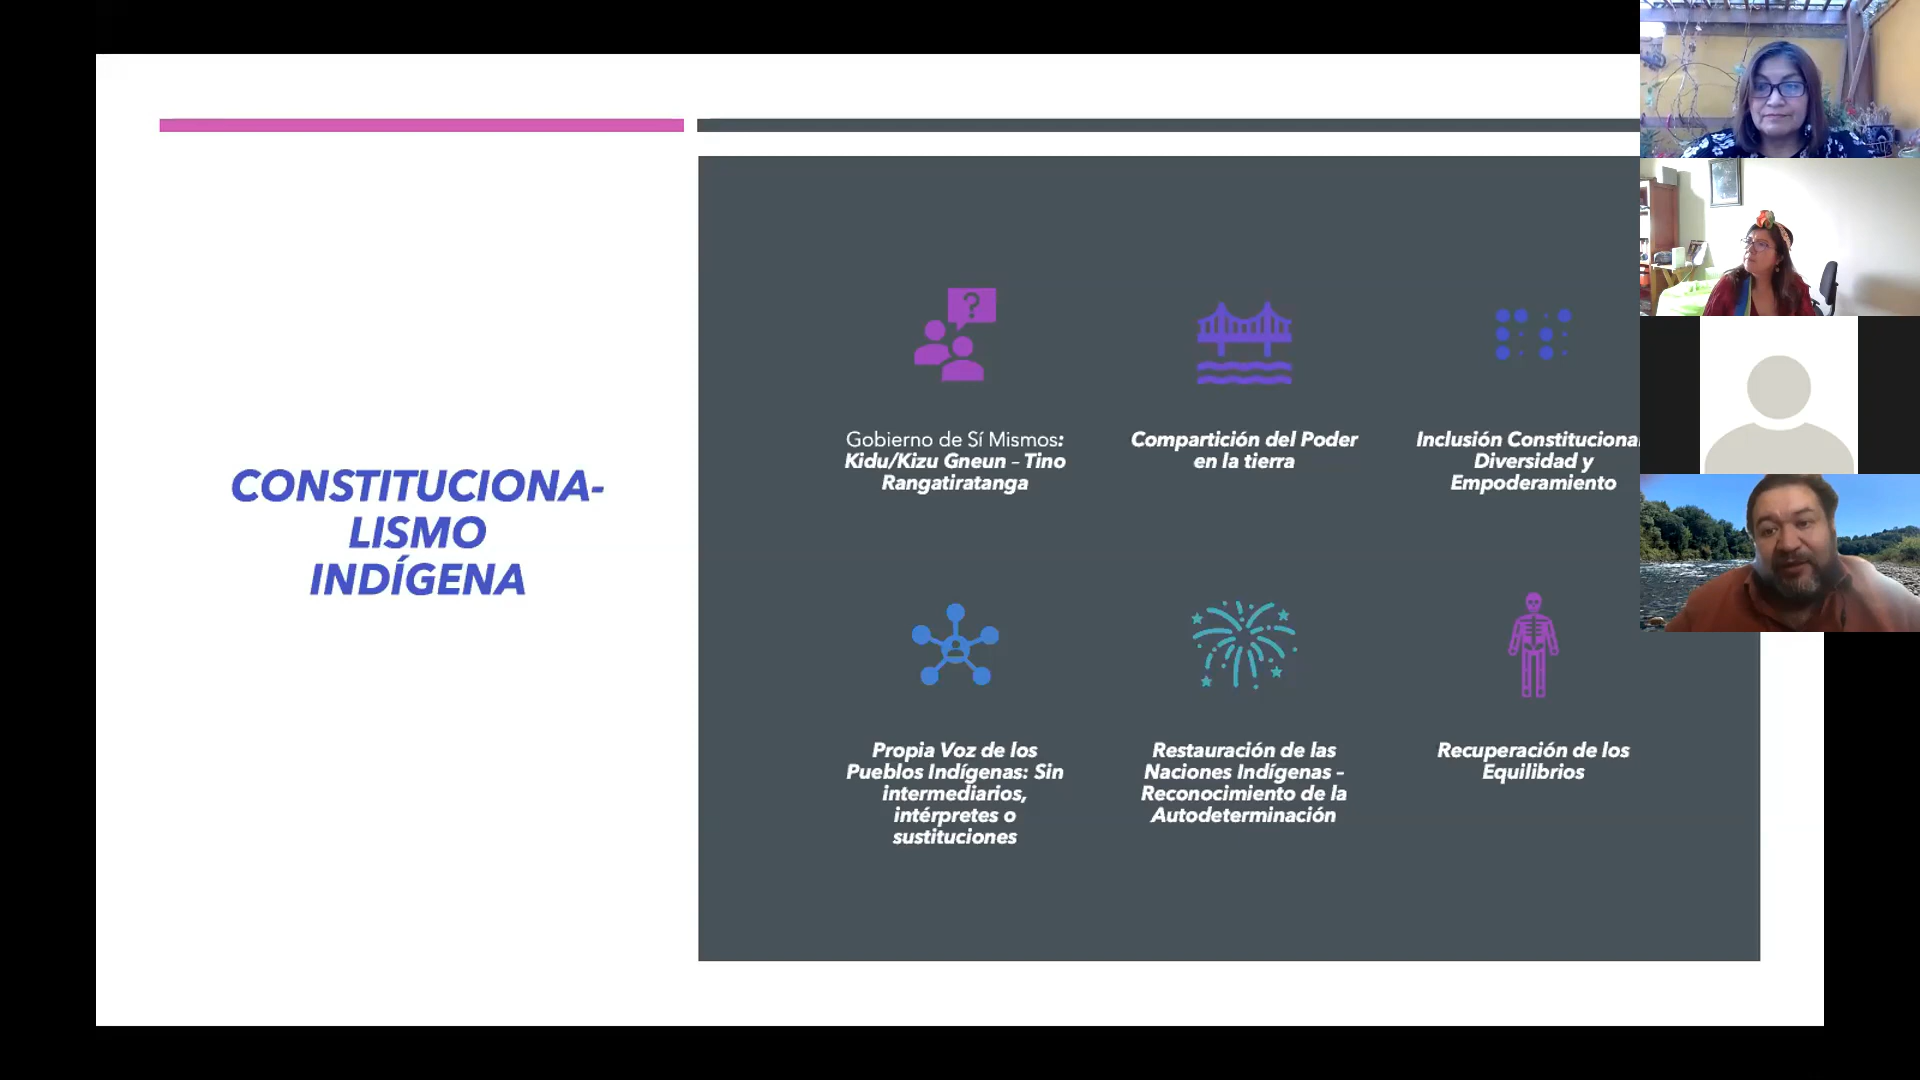 CONSTITUCIONA-
LISMO
INDÍGENA
?
Gobierno de Sí Mismos:
Kidu/Kizu Gneun – Tino
Rangatiratanga
Compartición del Poder
en la tierra
Inclusión Constituciona
Diversidad y
Empoderamiento
Propia Voz de los
Pueblos Indígenas: Sin
intermediarios,
intérpretes o
sustituciones
Restauración de las
Naciones Indígenas –
Reconocimiento de la
Autodeterminación
Recuperación de los
Equilibrios